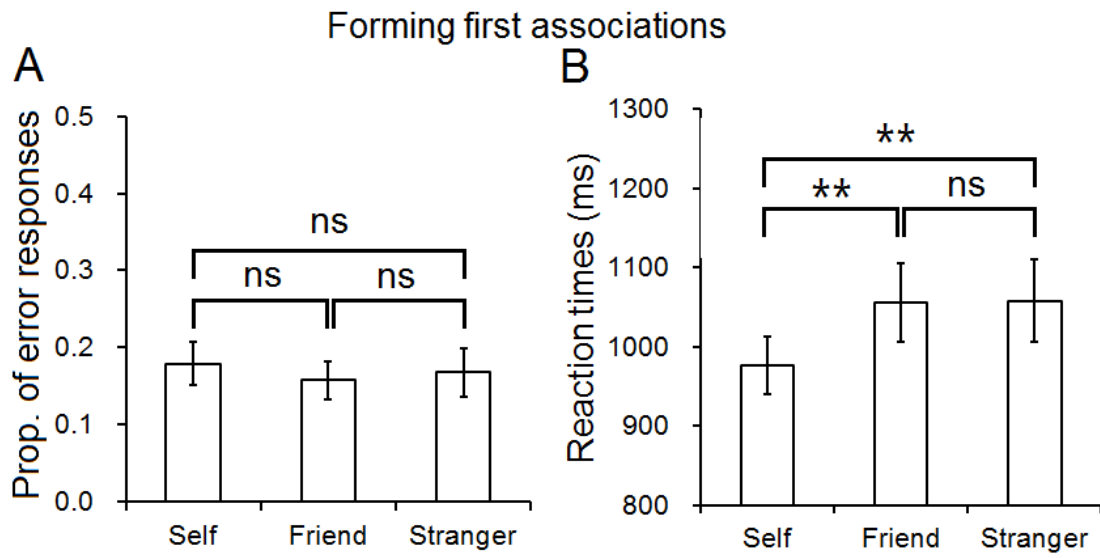 Forming first associations
A
Prop. of error responses
0.5
0.4
0.3
0.2
0.1
0.0
ns
ns
ns
Self
Friend
Stranger
B
Reaction times (ms)
1300
1200
1100
1000
900
800
**
**
ns
Self
Friend
Stranger